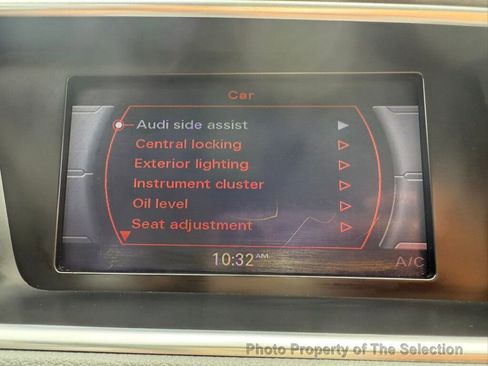 Car
Audi side assist
Central locking
Exterior lighting
Instrument cluster
Oil level
Seat adjustment
10:32 AM
A/C
Photo Property of The Selection